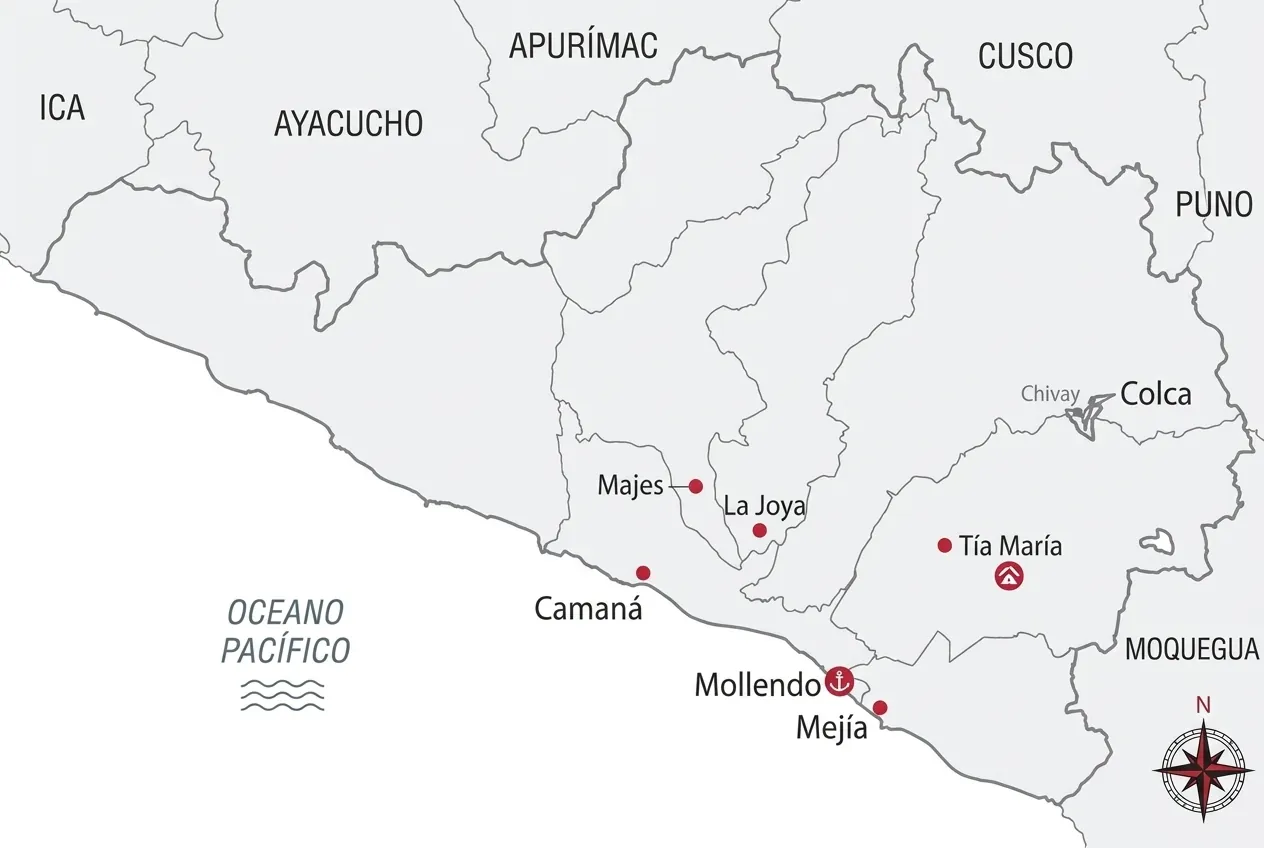 APURÍMAC
CUSCO
ICA
AYACUCHO
PUNO
Chivay
Colca
Majes
La Joya
Tía María
Camaná
OCEANO
PACÍFICO
MOQUEGUA
Mollendo
Mejía
N